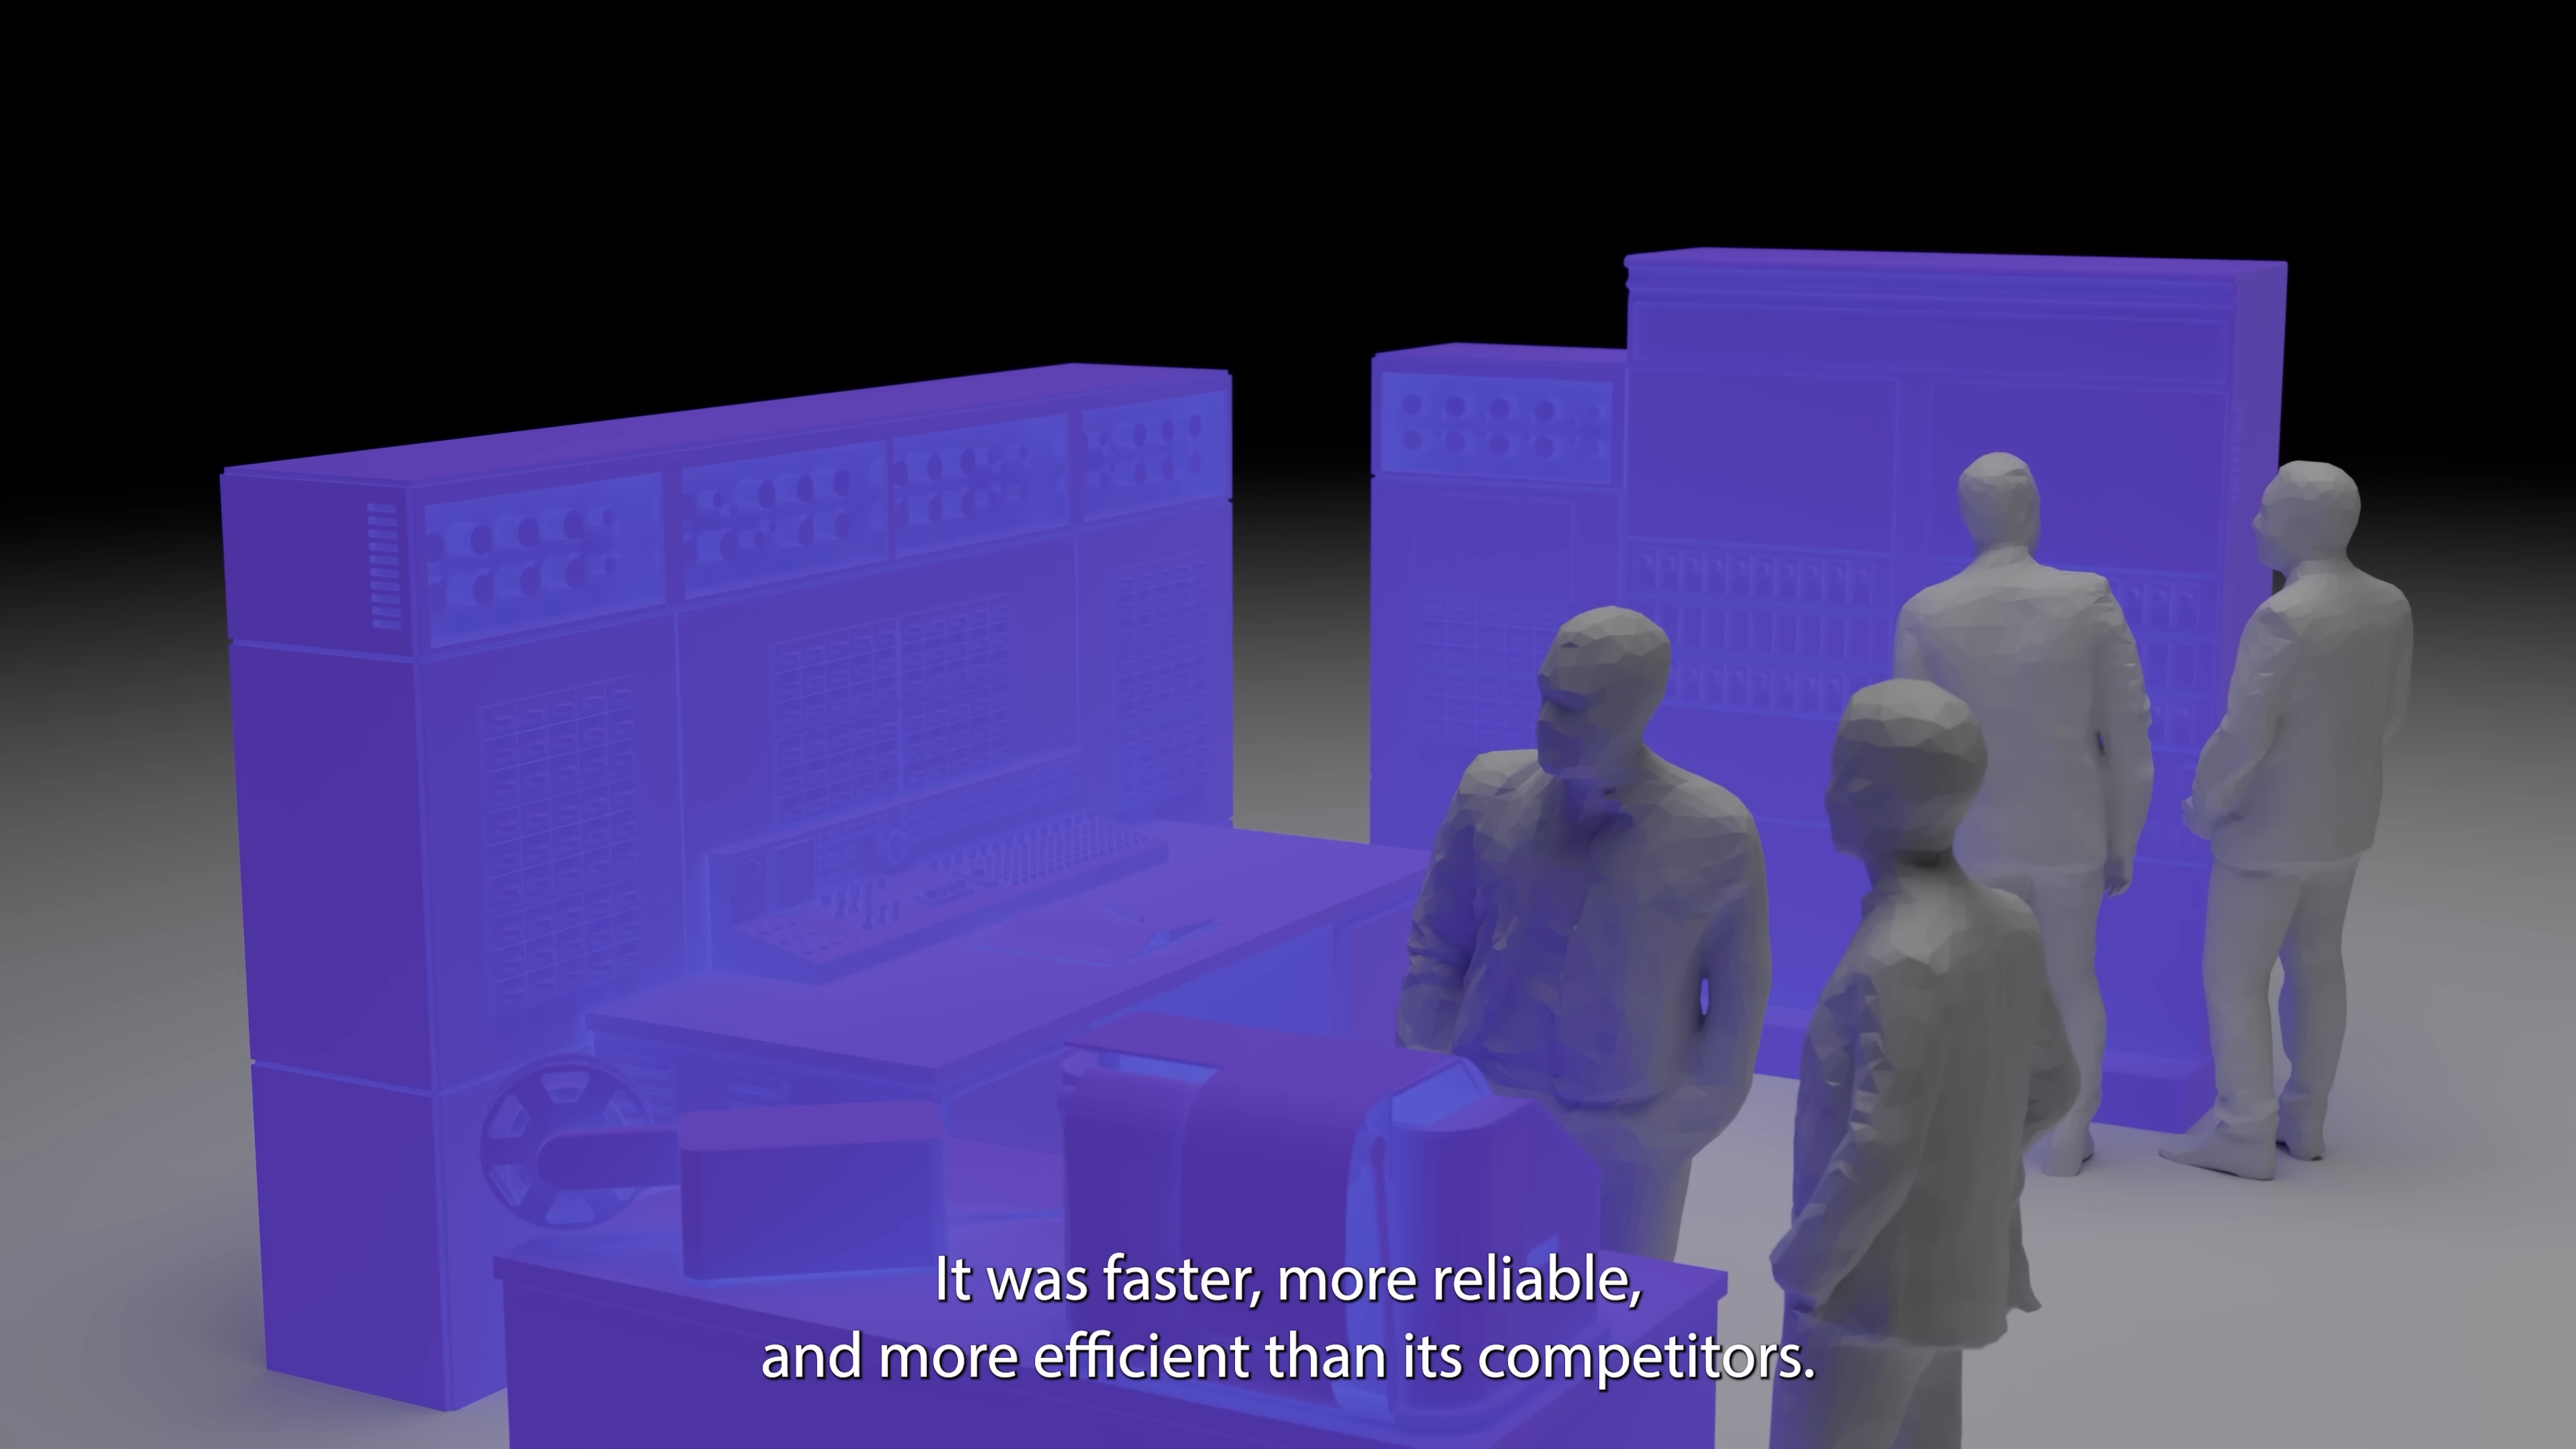 It was faster, more reliable,
and more efficient than its competitors.